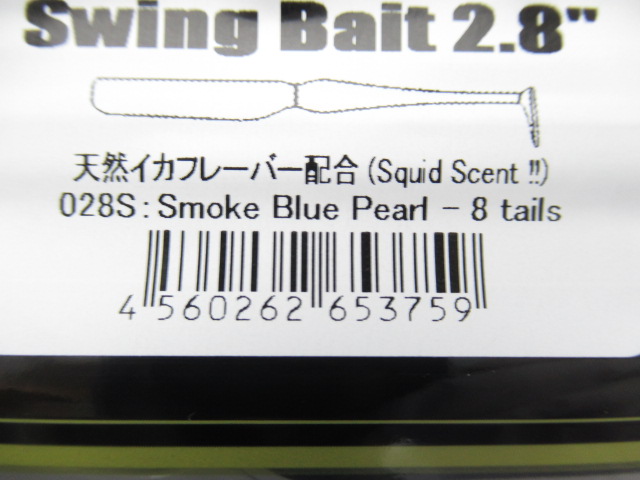 Swing Bait 2.8"
天然イカフレーバー配合(Squid Scent !!)
028S:Smoke Blue Pearl - 8 tails
4 560262 653759